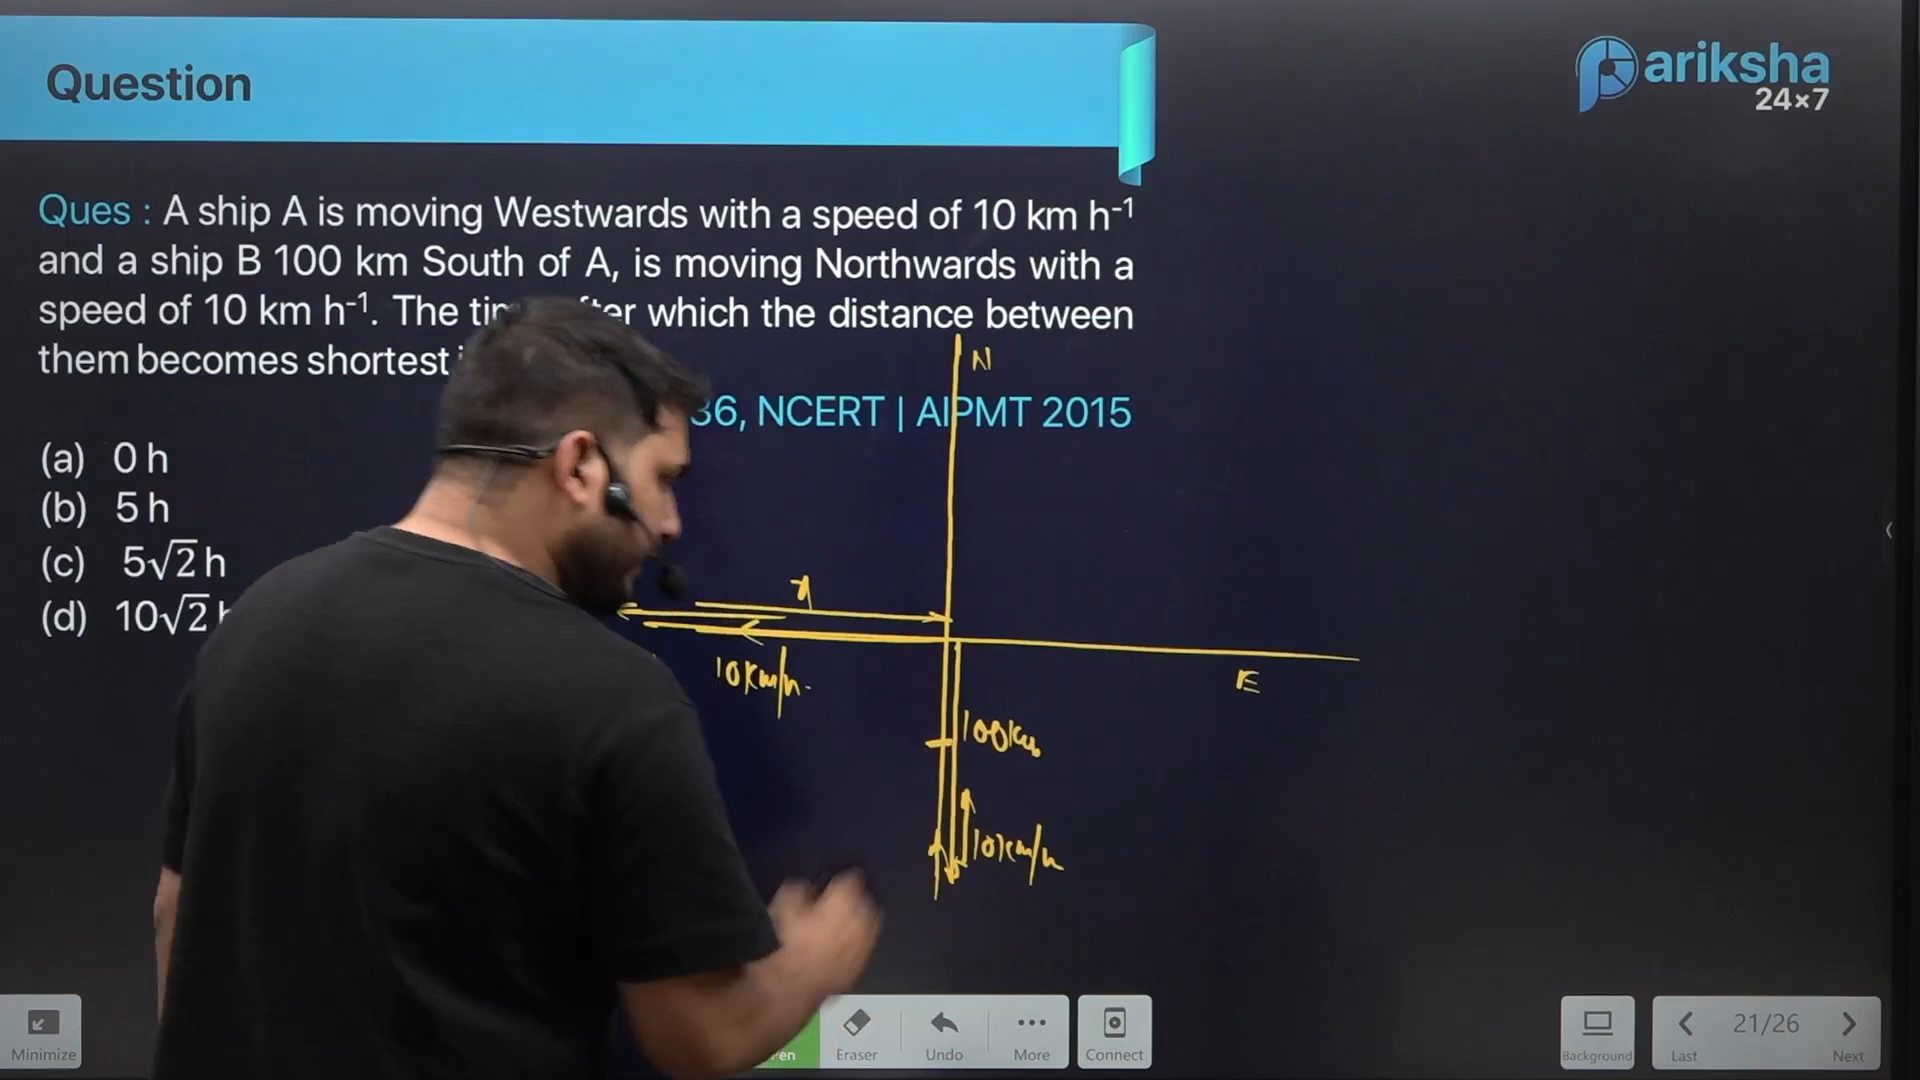 Question
ariksha
24×7
Ques : A ship A is moving Westwards with a speed of 10 km h⁻¹
and a ship B 100 km South of A, is moving Northwards with a
speed of 10 km h⁻¹. The which the distance between
them becomes shortest
36, NCERT | AIPMT 2015
(a) 0 h
(b) 5 h
(c) 5√2 h
(d) 10√2
N
10 km/h.
E
100km
10km/h
Minimize
Pen
Eraser
Undo
More
Connect
Background
Last
21/26
Next